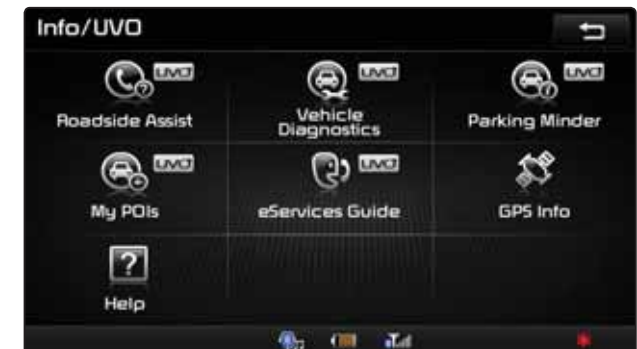 Info/UVO
UVO
UVO
UVO
Roadside Assist
Vehicle
Diagnostics
Parking Minder
UVO
UVO
My POIs
eServices Guide
GPS Info
?
Help